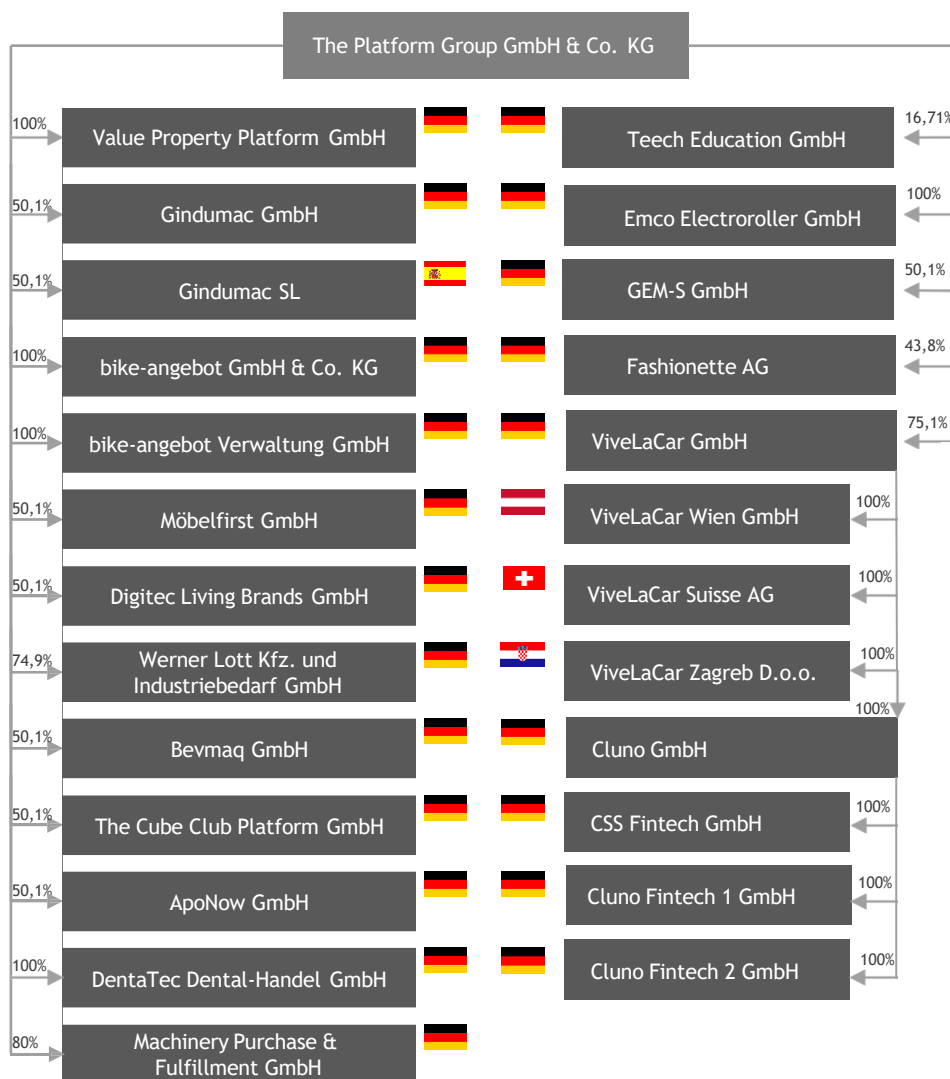 The Platform Group GmbH & Co. KG
100%
Value Property Platform GmbH
50,1%
Gindumac GmbH
50,1%
Gindumac SL
100%
bike-angebot GmbH & Co. KG
100%
bike-angebot Verwaltung GmbH
50,1%
Möbelfirst GmbH
50,1%
Digitec Living Brands GmbH
74,9%
Werner Lott Kfz. und
Industriebedarf GmbH
50,1%
Bevmaq GmbH
50,1%
The Cube Club Platform GmbH
50,1%
ApoNow GmbH
100%
DentaTec Dental-Handel GmbH
80%
Machinery Purchase &
Fulfillment GmbH
Teech Education GmbH
16,71%
Emco Electroroller GmbH
100%
GEM-S GmbH
50,1%
Fashionette AG
43,8%
ViveLaCar GmbH
75,1%
ViveLaCar Wien GmbH
100%
ViveLaCar Suisse AG
100%
ViveLaCar Zagreb D.o.o.
100%
Cluno GmbH
100%
CSS Fintech GmbH
100%
Cluno Fintech 1 GmbH
100%
Cluno Fintech 2 GmbH
100%